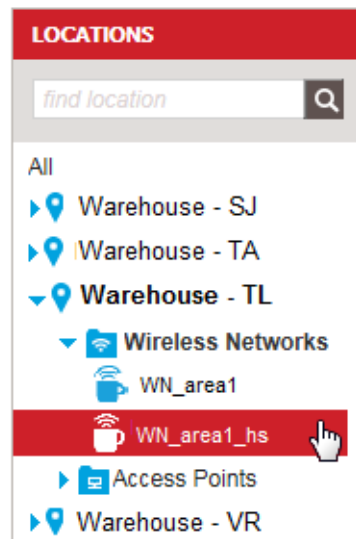 LOCATIONS
find location
All
Warehouse - SJ
Warehouse - TA
Warehouse - TL
Wireless Networks
WN_area1
WN_area1_hs
Access Points
Warehouse - VR